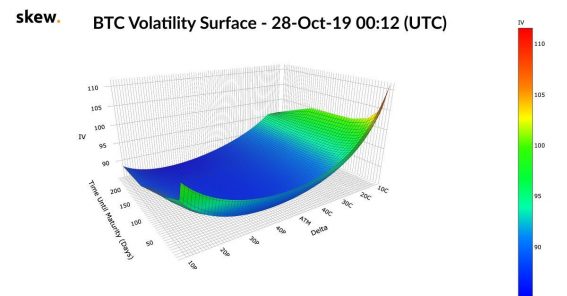 skew.
BTC Volatility Surface - 28-Oct-19 00:12 (UTC)
IV
110
105
100
95
90
110
105
100
95
90
IV
200
150
100
50
Time Until Maturity (Days)
10P
20P
30P
40P
ATM
40C
30C
20C
10C
Delta